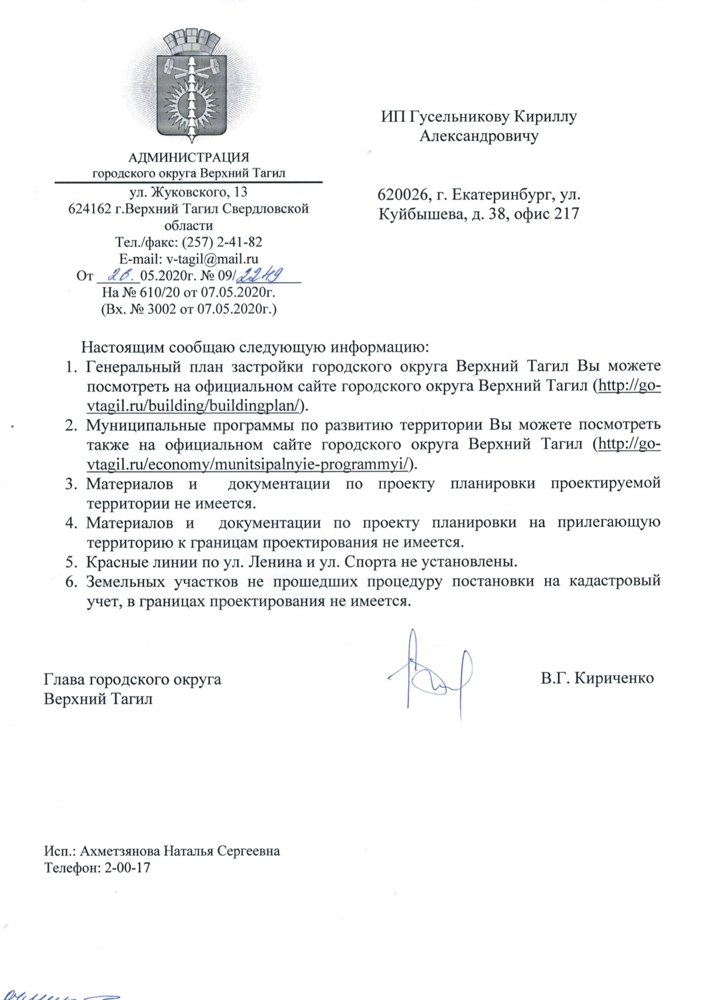 АДМИНИСТРАЦИЯ
городского округа Верхний Тагил
ул. Жуковского, 13
624162 г.Верхний Тагил Свердловской
области
Тел./факс: (257) 2-41-82
E-mail: v-tagil@mail.ru
От 26. 05.2020г. № 09/2249
На № 610/20 от 07.05.2020г.
(Вх. № 3002 от 07.05.2020г.)
ИП Гусельникову Кириллу
Александровичу
620026, г. Екатеринбург, ул.
Куйбышева, д. 38, офис 217
Настоящим сообщаю следующую информацию:
1. Генеральный план застройки городского округа Верхний Тагил Вы можете
посмотреть на официальном сайте городского округа Верхний Тагил (http://go-
vtagil.ru/building/buildingplan/).
2. Муниципальные программы по развитию территории Вы можете посмотреть
также на официальном сайте городского округа Верхний Тагил (http://go-
vtagil.ru/economy/munitsipalnyie-programmyi/).
3. Материалов и документации по проекту планировки проектируемой
территории не имеется.
4. Материалов и документации по проекту планировки на прилегающую
территорию к границам проектирования не имеется.
5. Красные линии по ул. Ленина и ул. Спорта не установлены.
6. Земельных участков не прошедших процедуру постановки на кадастровый
учет, в границах проектирования не имеется.
Глава городского округа
Верхний Тагил
В.Г. Кириченко
Исп.: Ахметзянова Наталья Сергеевна
Телефон: 2-00-17